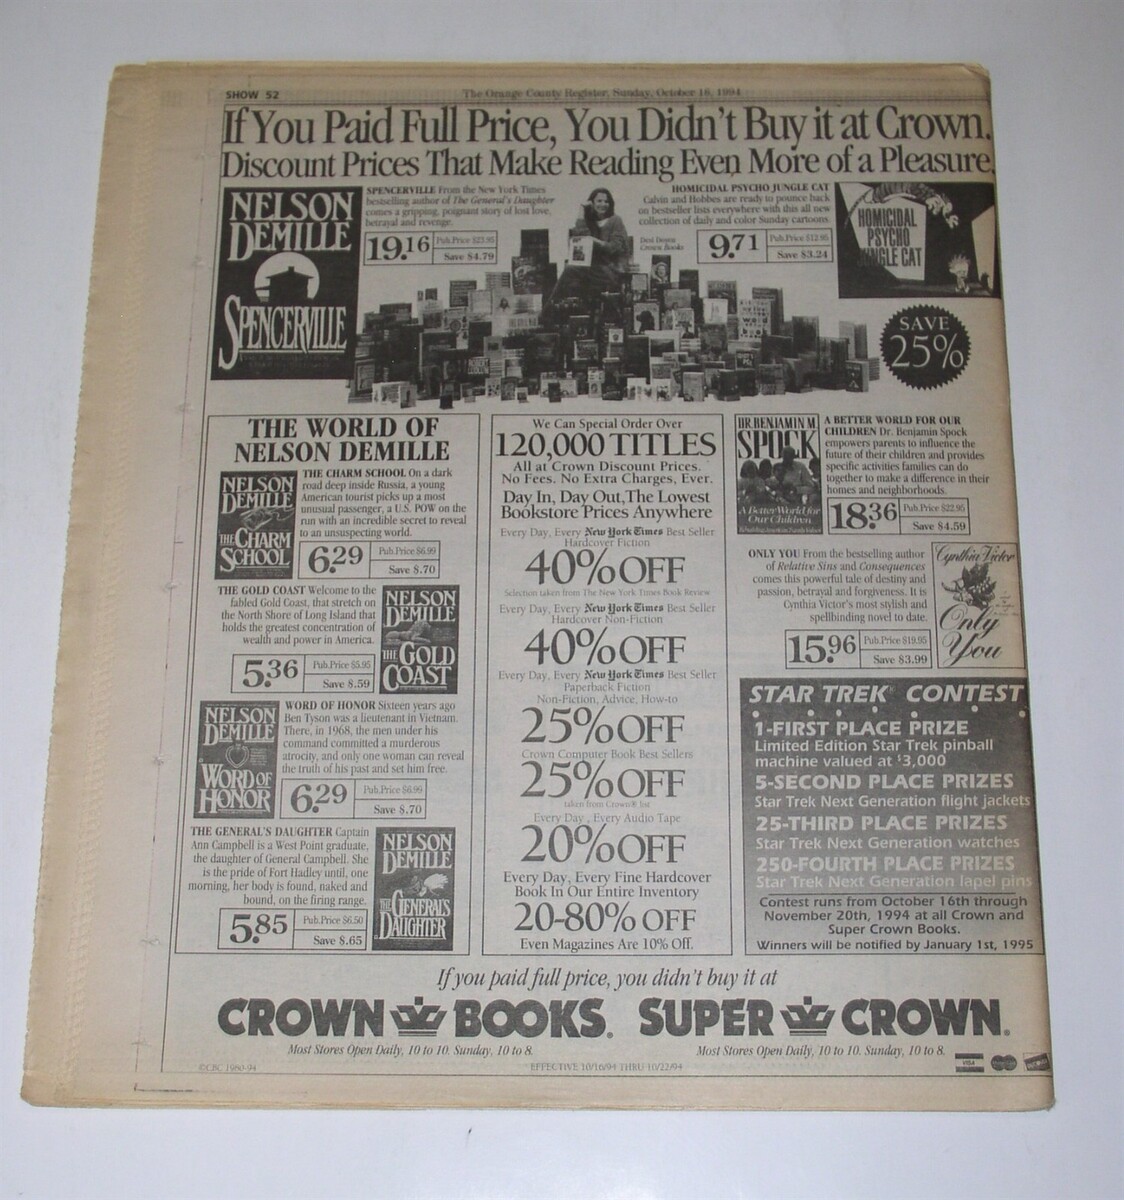 SHOW 52
The Orange County Register, Sunday, October 16, 1994
If You Paid Full Price, You Didn't Buy it at Crown.
Discount Prices That Make Reading Even More of a Pleasure.
NELSON
DEMILLE
SPENCERVILLE
SPENCERVILLE From the New York Times
bestselling author of The General's Daughter
comes a gripping, poignant story of lost love,
betrayal and revenge.
19.16
Pub.Price $23.95
Save $4.79
HOMICIDAL PSYCHO JUNGLE CAT
Calvin and Hobbes are ready to pounce back
on bestseller lists everywhere with this all new
collection of daily and color Sunday cartoons.
Crown Books
9.71
Pub.Price $12.95
Save $3.24
HOMICIDAL
PSYCHO
JUNGLE CAT
SAVE
25%
THE WORLD OF
NELSON DEMILLE
NELSON
DEMILLE
THE CHARM
SCHOOL
THE CHARM SCHOOL On a dark
road deep inside Russia, a young
American tourist picks up a most
unusual passenger, a U.S. POW on the
run with an incredible secret to reveal
to an unsuspecting world.
6.29
Pub.Price $6.99
Save $.70
THE GOLD COAST Welcome to the
fabled Gold Coast, that stretch on
the North Shore of Long Island that
holds the greatest concentration of
wealth and power in America.
5.36
Pub.Price $5.95
Save $.59
NELSON
DEMILLE
THE GOLD
COAST
NELSON
DEMILLE
WORD OF
HONOR
WORD OF HONOR Sixteen years ago
Ben Tyson was a lieutenant in Vietnam.
There, in 1968, the men under his
command committed a murderous
atrocity, and only one woman can reveal
the truth of his past and set him free.
6.29
Pub.Price $6.99
Save $.70
THE GENERAL'S DAUGHTER Captain
Ann Campbell is a West Point graduate,
the daughter of General Campbell. She
is the pride of Fort Hadley until, one
morning, her body is found, naked and
bound, on the firing range.
5.85
Pub.Price $6.50
Save $.65
NELSON
DEMILLE
THE GENERAL'S
DAUGHTER
We Can Special Order Over
120,000 TITLES
All at Crown Discount Prices.
No Fees. No Extra Charges, Ever.
Day In, Day Out, The Lowest
Bookstore Prices Anywhere
Every Day, Every New York Times Best Seller
Hardcover Fiction
40% OFF
Selection taken from The New York Times Book Review
Every Day, Every New York Times Best Seller
Hardcover Non-Fiction
40% OFF
Every Day, Every New York Times Best Seller
Paperback Fiction
Non-Fiction, Advice, How-to
25% OFF
Crown Computer Book Best Sellers
25% OFF
taken from Crown® list
Every Day, Every Audio Tape
20% OFF
Every Day, Every Fine Hardcover
Book In Our Entire Inventory
20-80% OFF
Even Magazines Are 10% Off.
DR. BENJAMIN M.
SPOCK
A Better World for
Our Children
A BETTER WORLD FOR OUR
CHILDREN Dr. Benjamin Spock
empowers parents to influence the
future of their children and provides
specific activities families can do
together to make a difference in their
homes and neighborhoods.
18.36
Pub.Price $22.95
Save $4.59
ONLY YOU From the bestselling author
of Relative Sins and Consequences
comes this powerful tale of destiny and
passion, betrayal and forgiveness. It is
Cynthia Victor's most stylish and
spellbinding novel to date.
15.96
Pub.Price $19.95
Save $3.99
Cynthia Victor
Only
You
STAR TREK® CONTEST
1-FIRST PLACE PRIZE
Limited Edition Star Trek pinball
machine valued at $3,000
5-SECOND PLACE PRIZES
Star Trek Next Generation flight jackets
25-THIRD PLACE PRIZES
Star Trek Next Generation watches
250-FOURTH PLACE PRIZES
Star Trek Next Generation lapel pins
Contest runs from October 16th through
November 20th, 1994 at all Crown and
Super Crown Books.
Winners will be notified by January 1st, 1995
If you paid full price, you didn't buy it at
CROWN BOOKS. SUPER CROWN.
Most Stores Open Daily, 10 to 10. Sunday, 10 to 8.
Most Stores Open Daily, 10 to 10. Sunday, 10 to 8.
©CBC 1980-94
EFFECTIVE 10/16/94 THRU 10/22/94
VISA